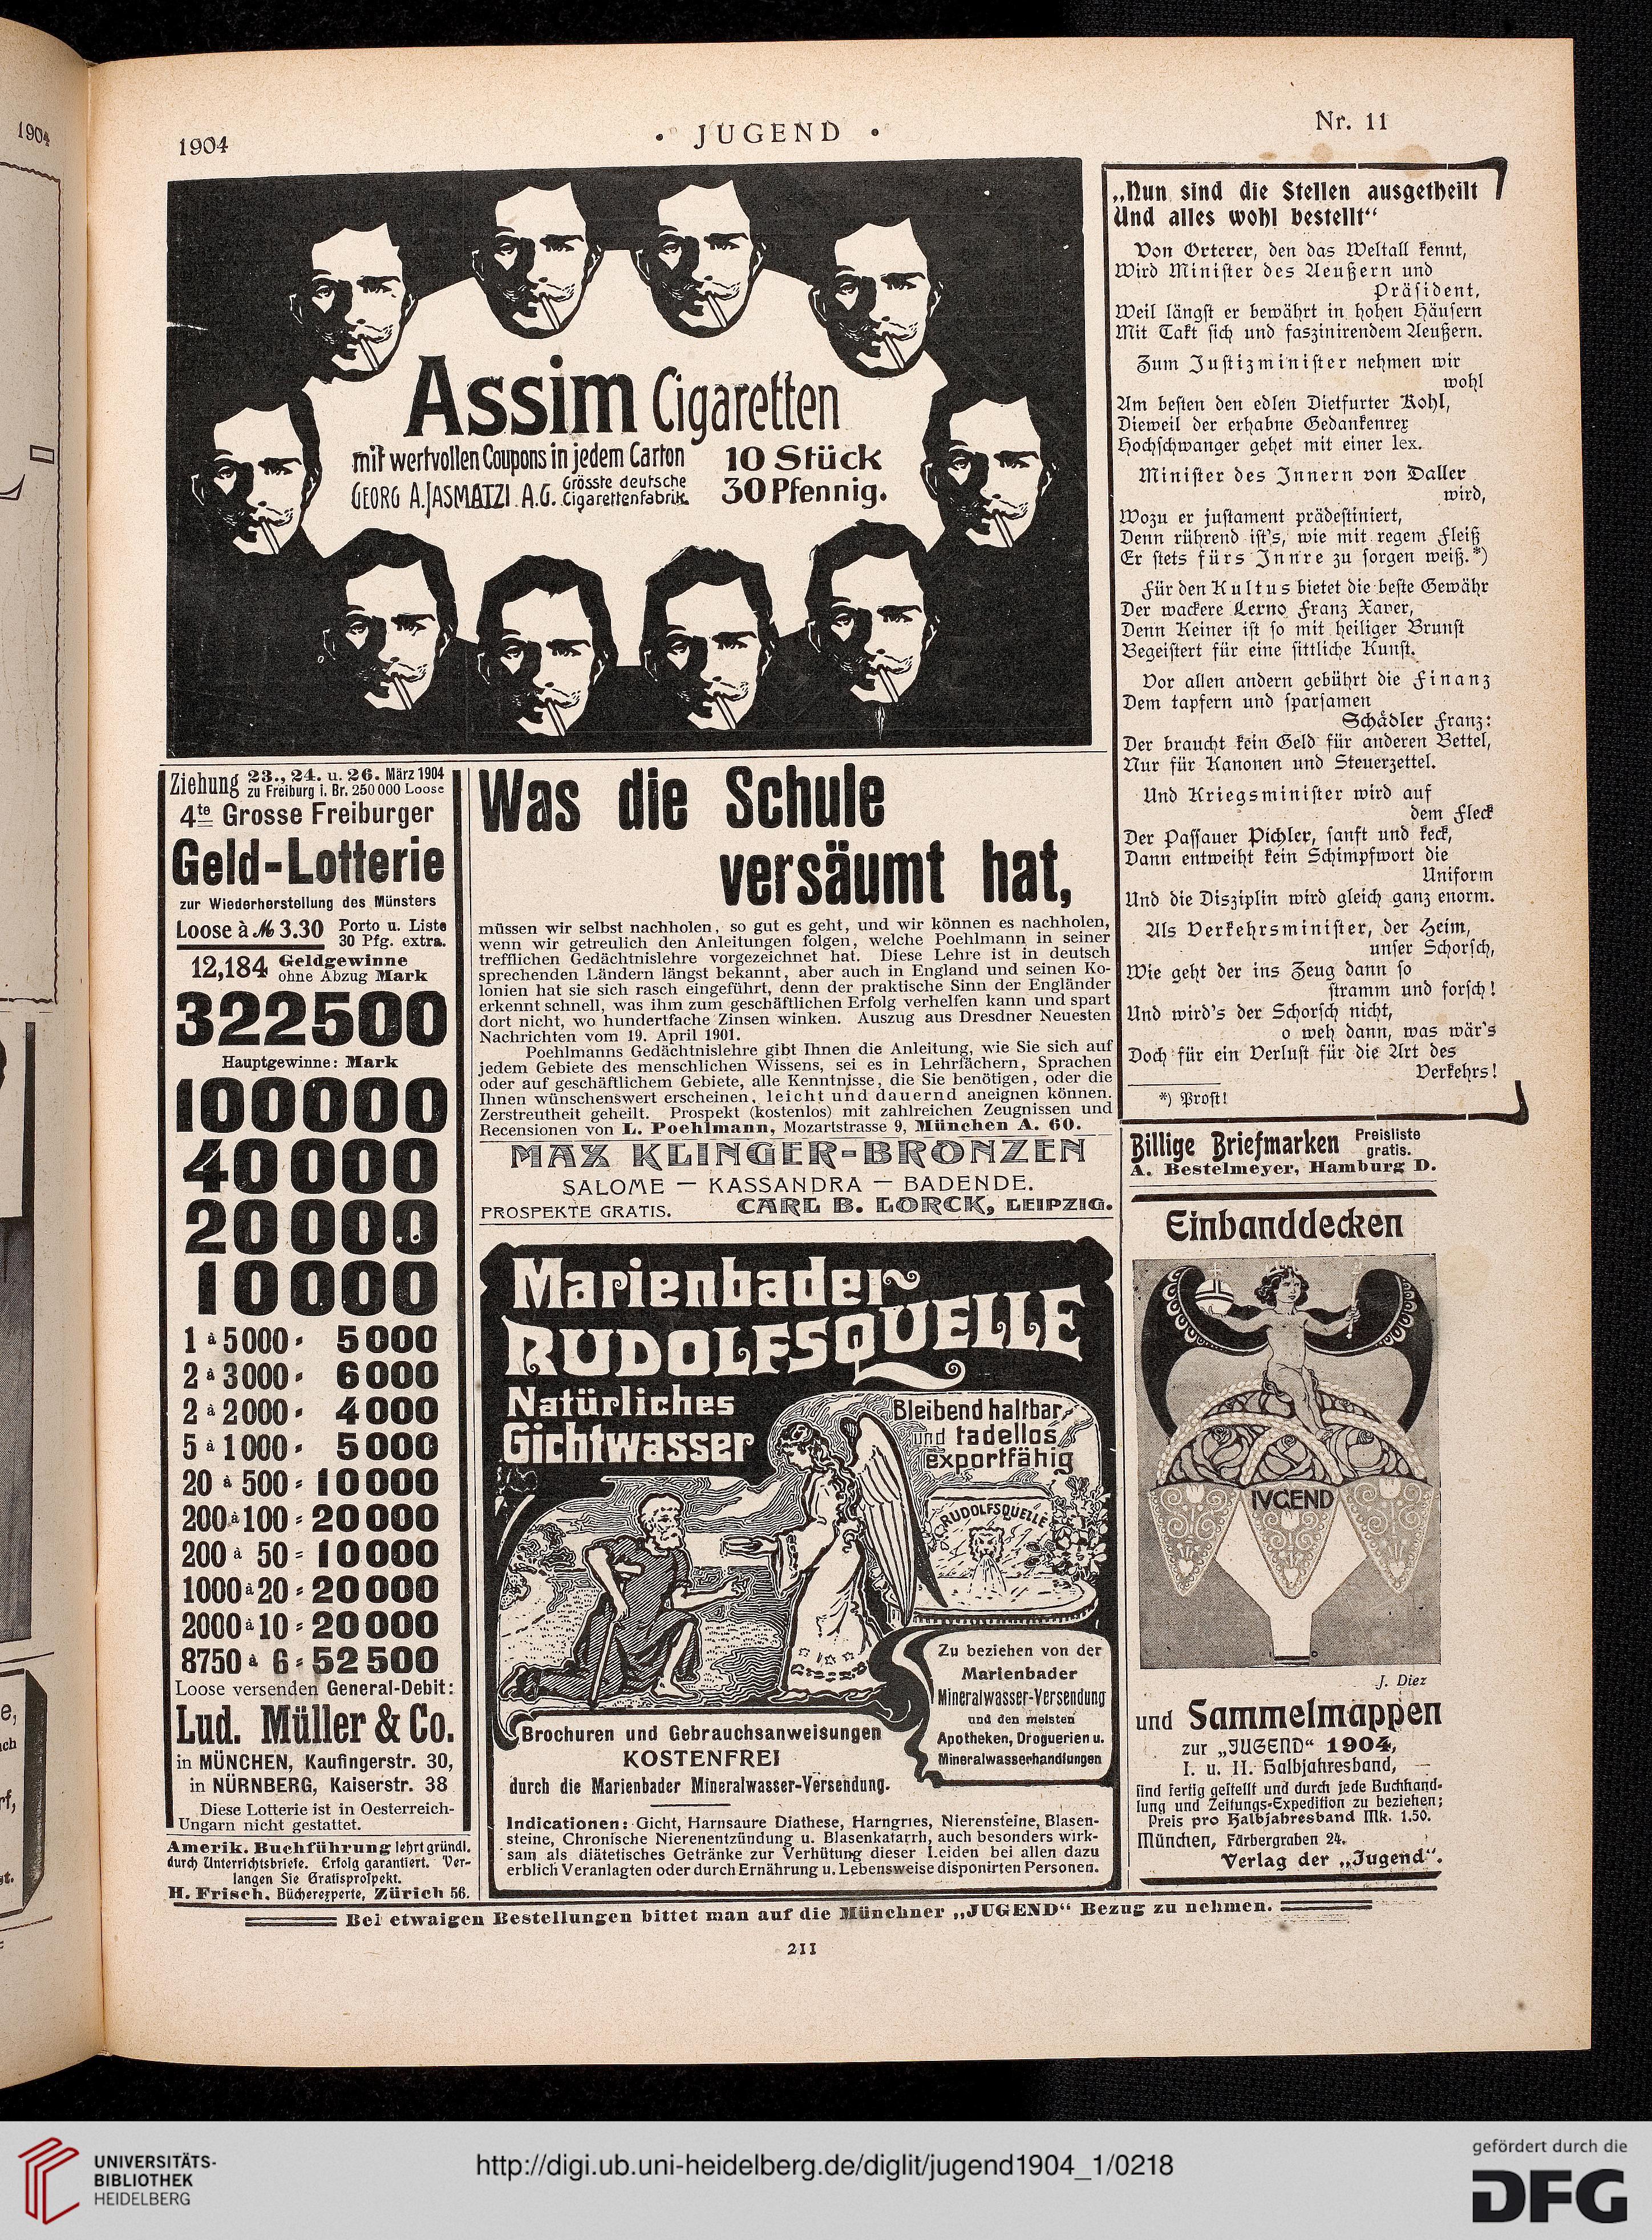 1904
1904
• JUGEND •
Nr. 11
Assim Cigaretten
mit wertvollen Coupons in jedem Carton
10 Stück
GEORG A. JASMATZI. A.G. Grösste deutsche
Cigarettenfabrik.
30 Pfennig.
„Nun sind die Stellen ausgetheilt
Und alles wohl bestellt“
Von Orterer, den das Weltall kennt,
Wird Minister des Aeußern und
Präsident,
Weil längst er bewährt in hohen Häusern
Mit Takt sich und faszinirendem Aeußern.
Zum Justizminister nehmen wir
wohl
Am besten den edlen Dietfurter Kohl,
Dieweil der erhabne Gedankenrex
Hochschwanger gehet mit einer lex.
Minister des Innern von Daller
wird,
Wozu er justament prädestiniert,
Denn rührend ist's, wie mit regem Fleiß
Er stets fürs Innre zu sorgen weiß.*)
Für den Kultus bietet die beste Gewähr
Der wackere Lerno Franz Xaver,
Denn Keiner ist so mit heiliger Brunst
Begeistert für eine sittliche Kunst.
Vor allen andern gebührt die Finanz
Dem tapfern und sparsamen
Schädler Franz:
Der braucht kein Geld für anderen Bettel,
Nur für Kanonen und Steuerzettel.
Und Kriegsminister wird auf
dem Fleck
Der Passauer Pichler, sanft und keck,
Dann entweiht kein Schimpfwort die
Uniform
Und die Disziplin wird gleich ganz enorm.
Als Verkehrsminister, der Heim,
unser Schorsch,
Wie geht der ins Zeug dann so
stramm und forsch!
Und wird's der Schorsch nicht,
o weh dann, was wär's
Doch für ein Verlust für die Art des
Verkehrs!
*) Prost!
Ziehung 23., 24. u. 26. März 1904
zu Freiburg i. Br. 250 000 Loose
4te Grosse Freiburger
Geld-Lotterie
zur Wiederherstellung des Münsters
Loose à M 3.30 Porto u. Liste
30 Pfg. extra.
12,184 Geldgewinne
ohne Abzug Mark
322500
Hauptgewinne: Mark
100000
40000
20000
10000
1 à 5000 = 5000
2 à 3000 = 6000
2 à 2000 = 4000
5 à 1000 = 5000
20 à 500 = 10000
200 à 100 = 20000
200 à 50 = 10000
1000 à 20 = 20000
2000 à 10 = 20000
8750 à 6 = 52500
Loose versenden General-Debit:
Lud. Müller & Co.
in MÜNCHEN, Kaufingerstr. 30,
in NÜRNBERG, Kaiserstr. 38
Diese Lotterie ist in Oesterreich-
Ungarn nicht gestattet.
Amerik. Buchführung lehrt gründl.
durch Unterrichtsbriefe. Erfolg garantiert. Ver-
langen Sie Gratisprospekt.
H. Frisch, Bücherexperte, Zürich 56.
Was die Schule
versäumt hat,
müssen wir selbst nachholen, so gut es geht, und wir können es nachholen,
wenn wir getreulich den Anleitungen folgen, welche Poehlmann in seiner
trefflichen Gedächtnislehre vorgezeichnet hat. Diese Lehre ist in deutsch
sprechenden Ländern längst bekannt, aber auch in England und seinen Ko-
lonien hat sie sich rasch eingeführt, denn der praktische Sinn der Engländer
erkennt schnell, was ihm zum geschäftlichen Erfolg verhelfen kann und spart
dort nicht, wo hundertfache Zinsen winken. Auszug aus Dresdner Neuesten
Nachrichten vom 19. April 1901.
Poehlmanns Gedächtnislehre gibt Ihnen die Anleitung, wie Sie sich auf
jedem Gebiete des menschlichen Wissens, sei es in Lehrfächern, Sprachen
oder auf geschäftlichem Gebiete, alle Kenntnisse, die Sie benötigen, oder die
Ihnen wünschenswert erscheinen, leicht und dauernd aneignen können.
Zerstreutheit geheilt. Prospekt (kostenlos) mit zahlreichen Zeugnissen und
Recensionen von L. Poehlmann, Mozartstrasse 9, München A. 60.
MAX KLINGER-BRONZEN
SALOME — KASSANDRA — BADENDE.
PROSPEKTE GRATIS. CARL B. LORCK, LEIPZIG.
Marienbader
RUDOLFSQUELLE
Natürliches
Gichtwasser
Bleibend haltbar
und tadellos
exportfähig
RUDOLFSQUELLE
Zu beziehen von der
Marienbader
Mineralwasser-Versendung
und den meisten
Apotheken, Droguerien u.
Mineralwasserhandlungen
Brochuren und Gebrauchsanweisungen
KOSTENFREI
durch die Marienbader Mineralwasser-Versendung.
Indicationen: Gicht, Harnsaure Diathese, Harngries, Nierensteine, Blasen-
steine, Chronische Nierenentzündung u. Blasenkatarrh, auch besonders wirk-
sam als diätetisches Getränke zur Verhütung dieser Leiden bei allen dazu
erblich Veranlagten oder durch Ernährung u. Lebensweise disponirten Personen.
Billige Briefmarken Preisliste
gratis.
A. Bestelmeyer, Hamburg D.
Einbanddecken
IVGEND
J. Diez
und Sammelmappen
zur „JUGEND“ 1904,
I. u. II. Halbjahresband,
sind fertig gestellt und durch jede Buchhand-
lung und Zeitungs-Expedition zu beziehen;
Preis pro Halbjahresband Mk. 1.50.
München, Färbergraben 24.
Verlag der „Jugend“.
Bei etwaigen Bestellungen bittet man auf die Münchner „JUGEND“ Bezug zu nehmen.
211
UNIVERSITÄTS-
BIBLIOTHEK
HEIDELBERG
http://digi.ub.uni-heidelberg.de/diglit/jugend1904_1/0218
gefördert durch die
DFG